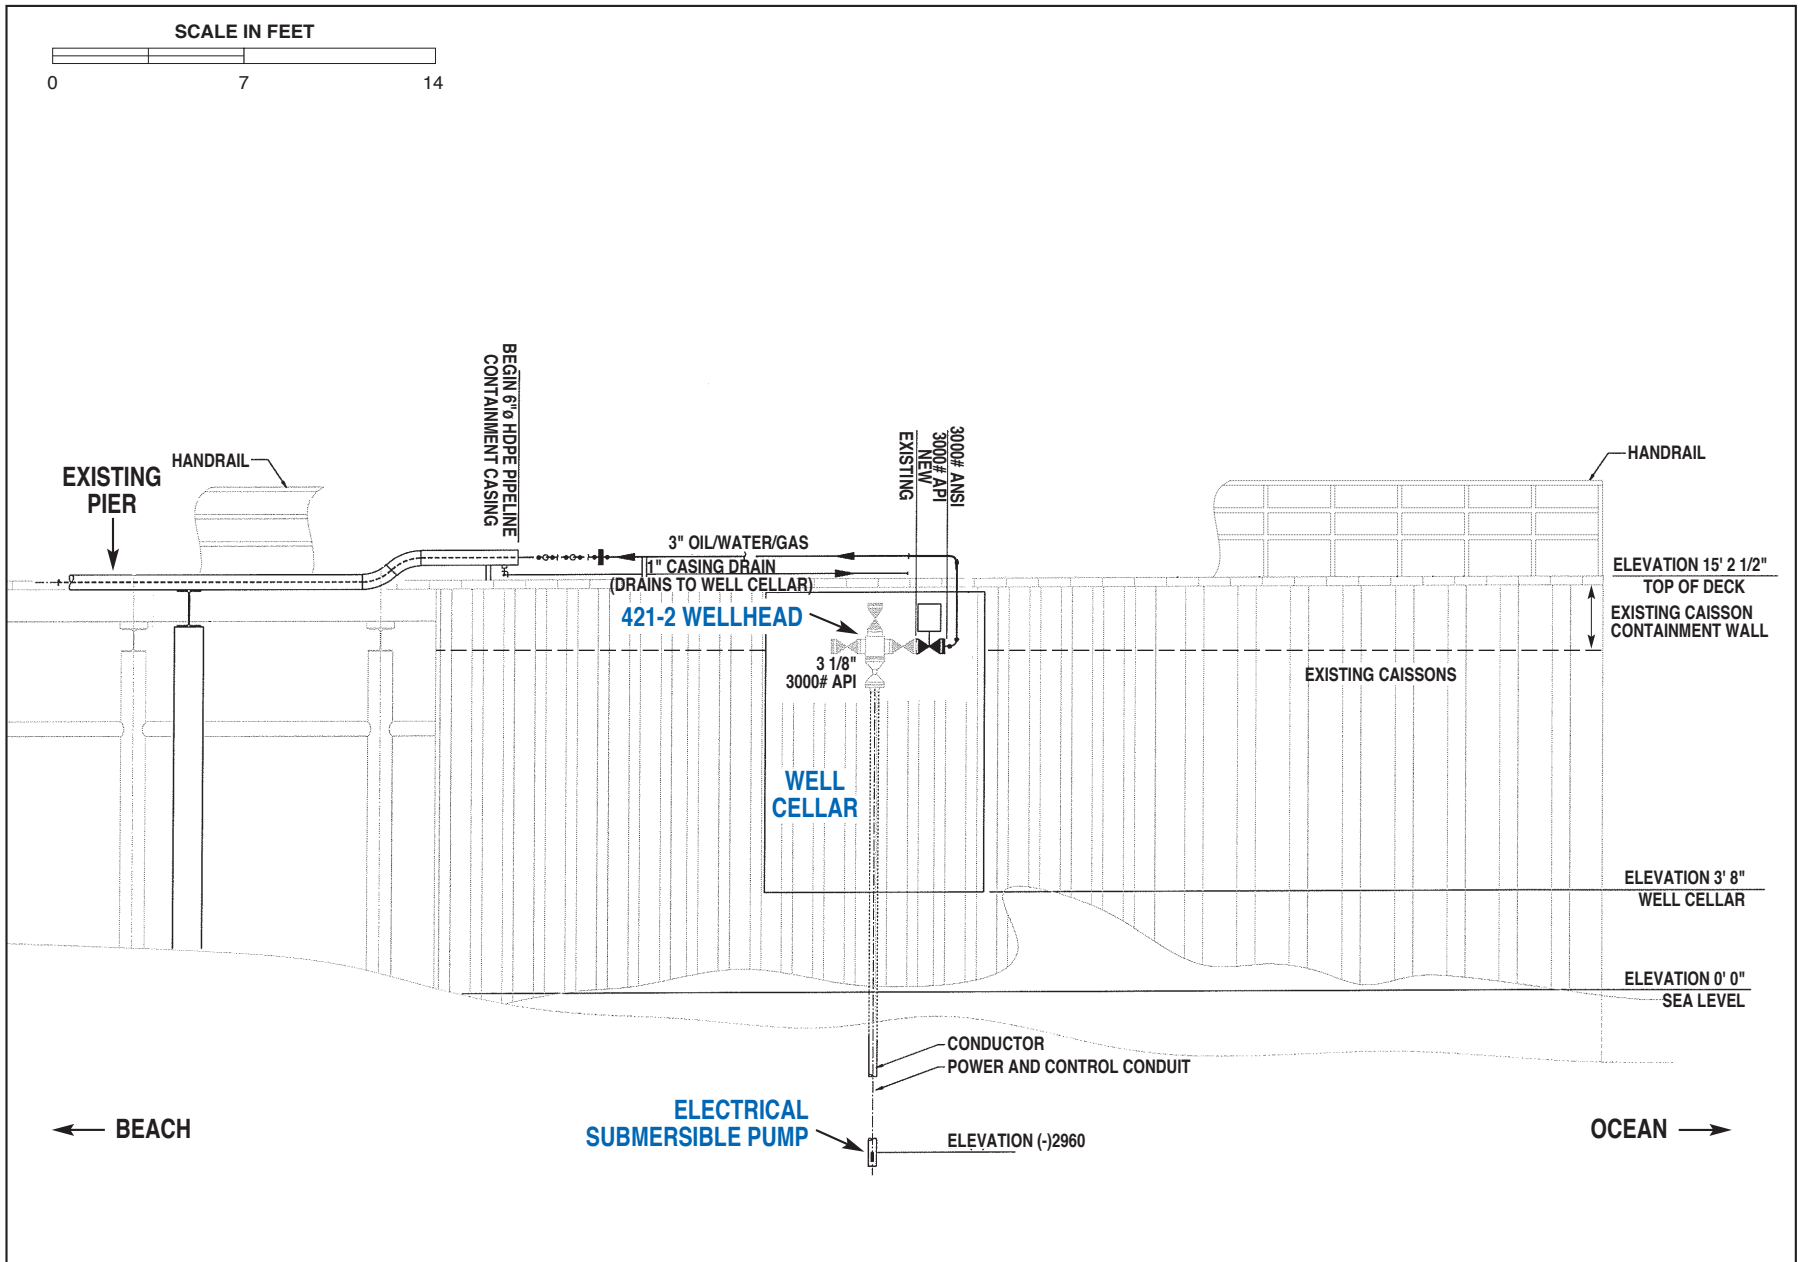 SCALE IN FEET
0 7 14
BEGIN 6"ø HDPE PIPELINE
CONTAINMENT CASING
3000# ANSI
3000# API
NEW
EXISTING
HANDRAIL
HANDRAIL
EXISTING
PIER
3" OIL/WATER/GAS
1" CASING DRAIN
(DRAINS TO WELL CELLAR)
ELEVATION 15' 2 1/2"
TOP OF DECK
421-2 WELLHEAD
EXISTING CAISSON
CONTAINMENT WALL
3 1/8"
3000# API
EXISTING CAISSONS
WELL
CELLAR
ELEVATION 3' 8"
WELL CELLAR
ELEVATION 0' 0"
SEA LEVEL
CONDUCTOR
POWER AND CONTROL CONDUIT
ELECTRICAL
SUBMERSIBLE PUMP
ELEVATION (-)2960
BEACH
OCEAN